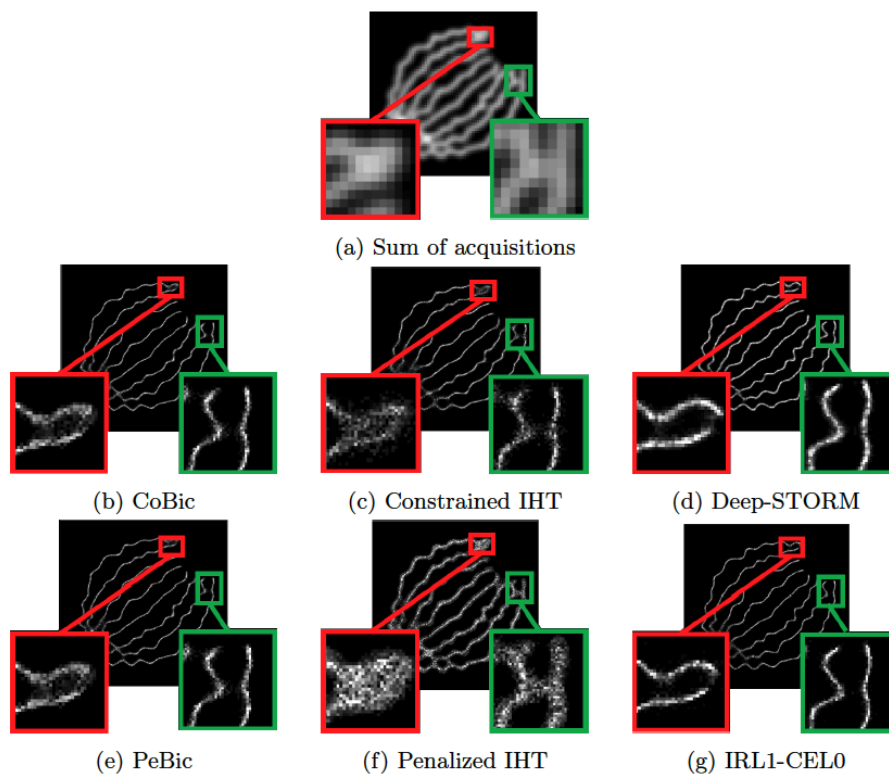 (a) Sum of acquisitions
(b) CoBic
(c) Constrained IHT
(d) Deep-STORM
(e) PeBic
(f) Penalized IHT
(g) IRL1-CEL0